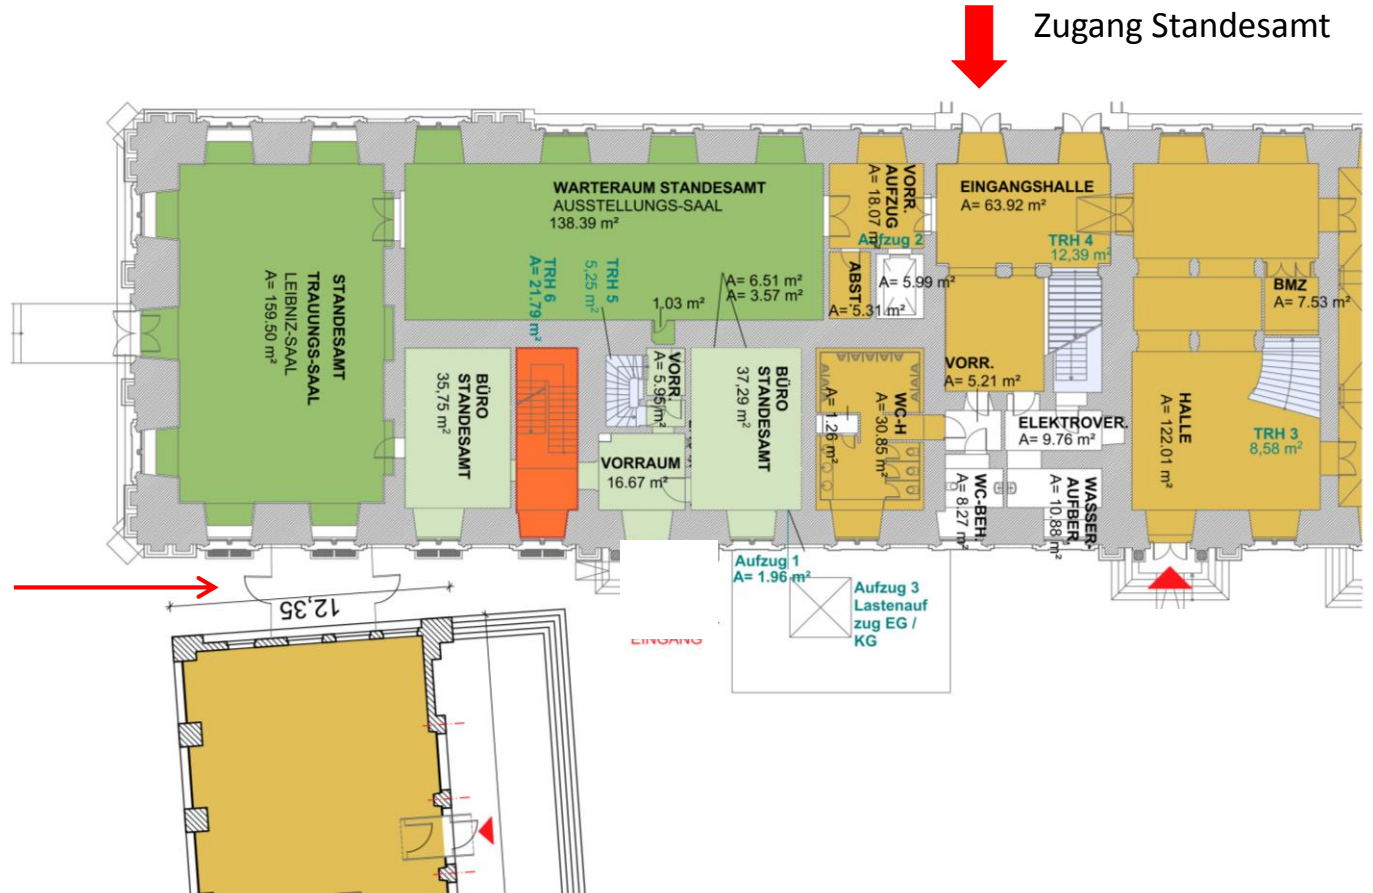 Zugang Standesamt
WARTERAUM STANDESAMT
AUSSTELLUNGS-SAAL
138.39 m²
VORR.
AUFZUG
A= 18.07 m²
Aufzug 2
EINGANGSHALLE
A= 63.92 m²
TRH 4
12,39 m²
STANDESAMT
TRAUUNGS-SAAL
LEIBNIZ-SAAL
A= 159.50 m²
TRH 6
A= 21.79 m²
TRH 5
5,25 m²
A= 6.51 m²
A= 3.57 m²
1.03 m²
ABST.
A= 5.31 m²
A= 5.99 m²
BMZ
A= 7.53 m²
BÜRO
STANDESAMT
35,75 m²
VORR.
A= 5.95 m²
BÜRO
STANDESAMT
37,29 m²
WC-H
A= 30.85 m²
A= 1.26 m²
VORR.
A= 5.21 m²
HALLE
A= 122.01 m²
ELEKTROVER.
A= 9.76 m²
TRH 3
8,58 m²
VORRAUM
16.67 m²
WC-BEH.
A= 8.27 m²
WASSER-
AUFBER.
A= 10.88 m²
Aufzug 1
A= 1.96 m²
Aufzug 3
Lastenauf
zug EG /
KG
12,35
EINGANG